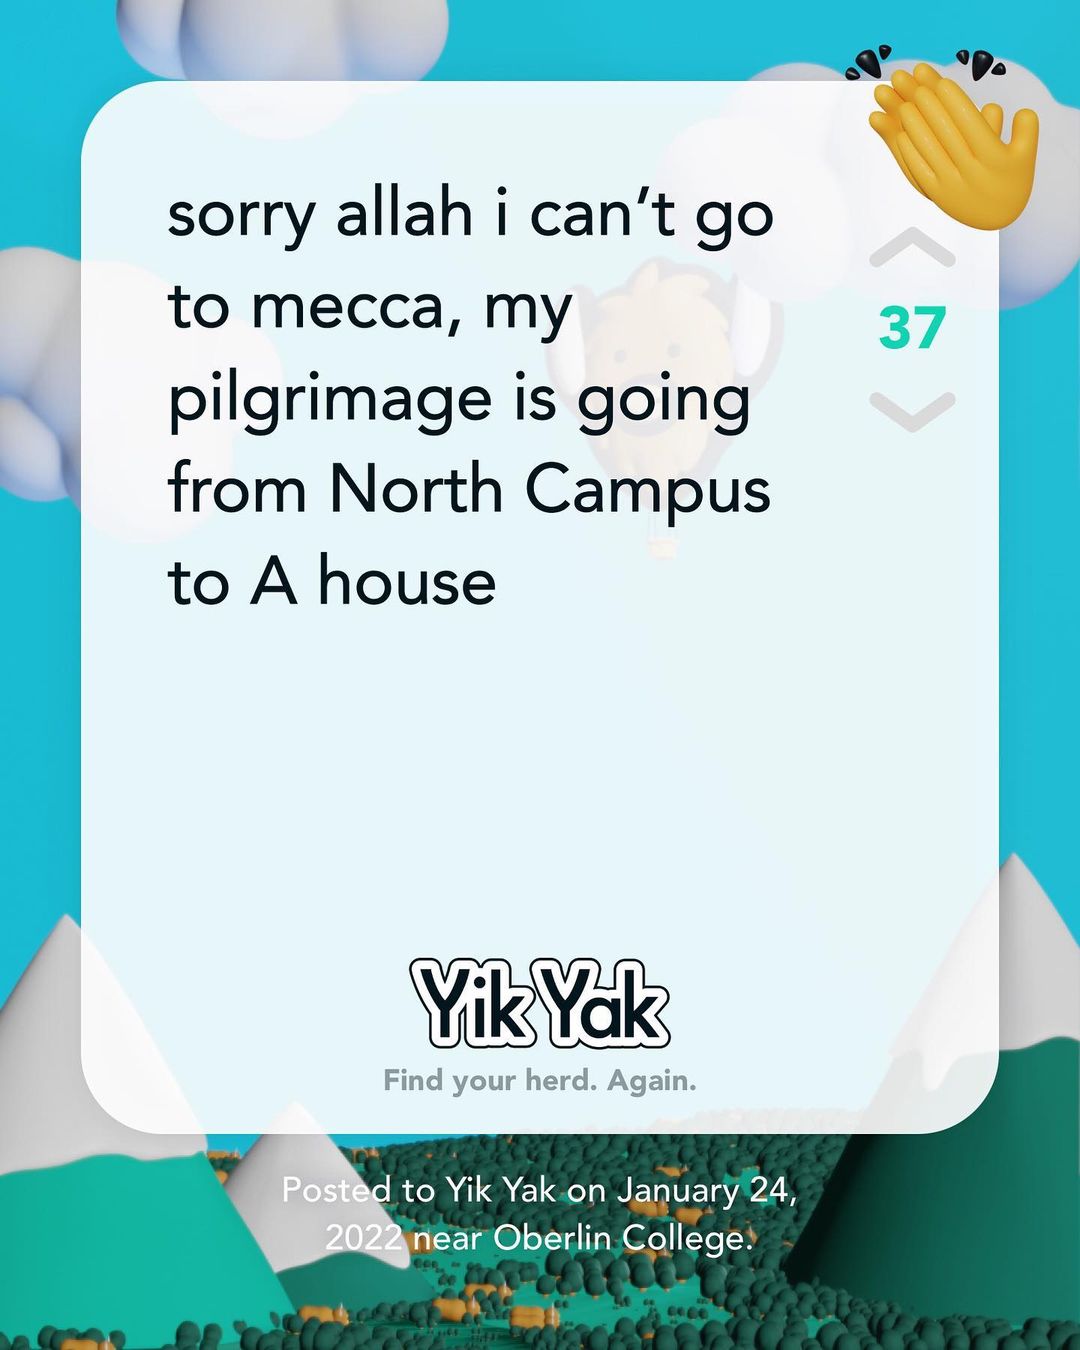 sorry allah i can’t go
to mecca, my
pilgrimage is going
from North Campus
to A house
37
Yik Yak
Find your herd. Again.
Posted to Yik Yak on January 24,
2022 near Oberlin College.